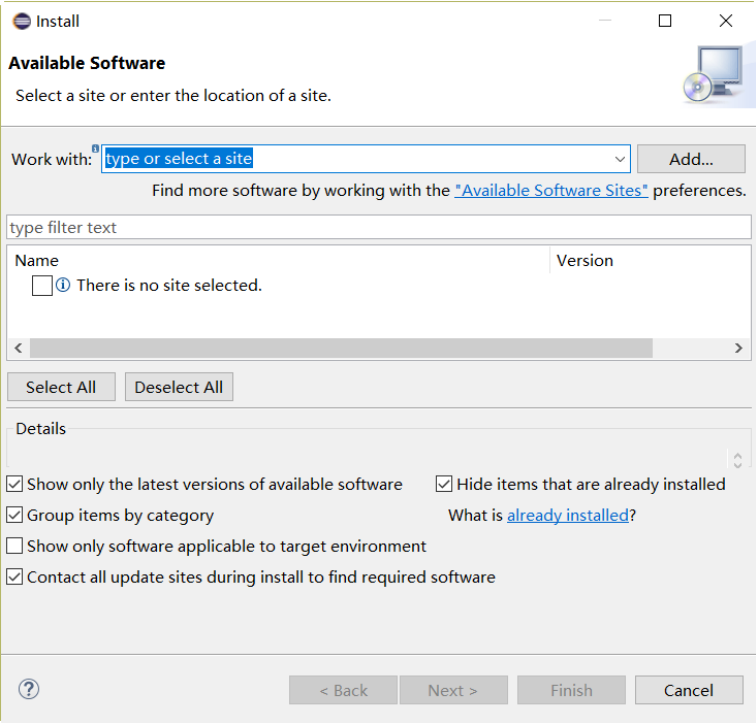 Install
Available Software
Select a site or enter the location of a site.
Work with: type or select a site Add...
Find more software by working with the "Available Software Sites" preferences.
type filter text
Name Version
There is no site selected.
Select All Deselect All
Details
Show only the latest versions of available software Hide items that are already installed
Group items by category What is already installed?
Show only software applicable to target environment
Contact all update sites during install to find required software
< Back Next > Finish Cancel